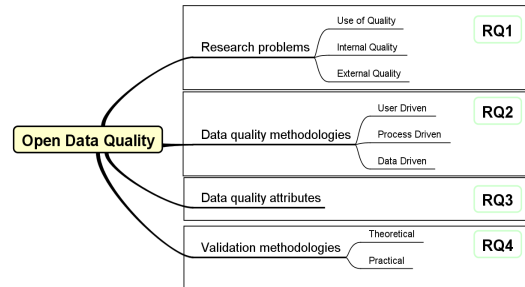 Open Data Quality
Research problems
Use of Quality
Internal Quality
External Quality
RQ1
Data quality methodologies
User Driven
Process Driven
Data Driven
RQ2
Data quality attributes
RQ3
Validation methodologies
Theoretical
Practical
RQ4